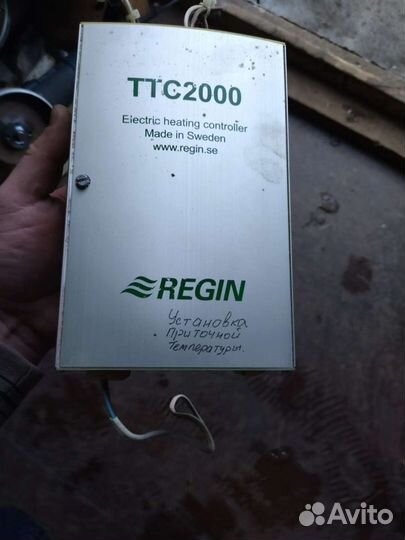 TTC2000
Electric heating controller
Made in Sweden
www.regin.se
REGIN
Установка
приточной
температуры.
Avito